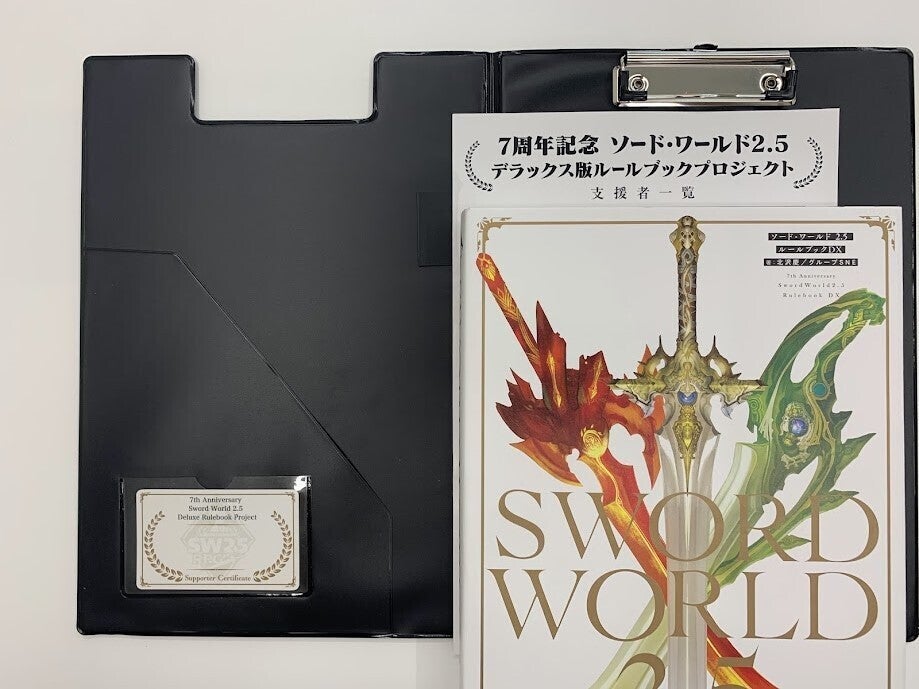 7周年記念 ソード・ワールド2.5
デラックス版ルールブックプロジェクト
支援者一覧
ソード・ワールド 2.5
ルールブックDX
著：北沢慶／グループSNE
7th Anniversary
SwordWorld2.5
Rulebook DX
SWORD
WORLD
2.5
7th Anniversary
Sword World 2.5
Deluxe Rulebook Project
SW2.5
Supporter Certificate